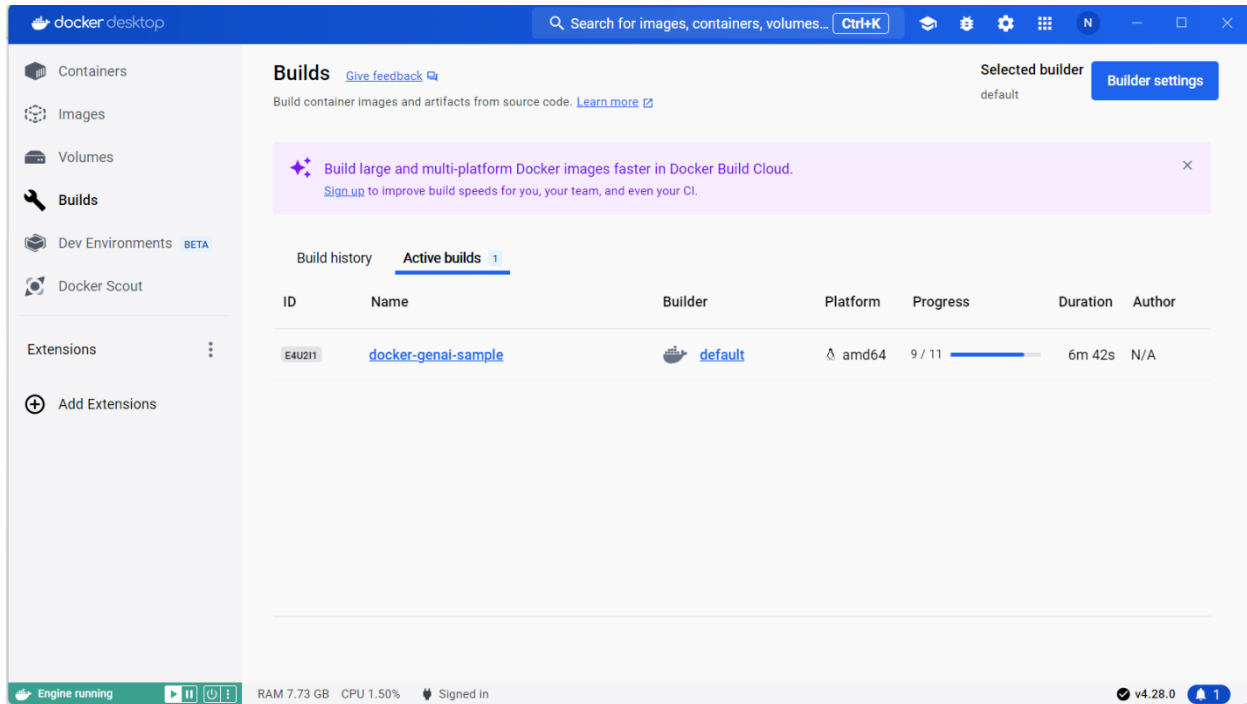 docker desktop
Search for images, containers, volumes... Ctrl+K
N
Containers
Images
Volumes
Builds
Dev Environments BETA
Docker Scout
Extensions
Add Extensions
Builds Give feedback
Build container images and artifacts from source code. Learn more
Selected builder
default
Builder settings
Build large and multi-platform Docker images faster in Docker Build Cloud.
Sign up to improve build speeds for you, your team, and even your CI.
Build history Active builds 1
ID Name Builder Platform Progress Duration Author
E4U2I1 docker-genai-sample default amd64 9 / 11 6m 42s N/A
Engine running RAM 7.73 GB CPU 1.50% Signed in v4.28.0 1